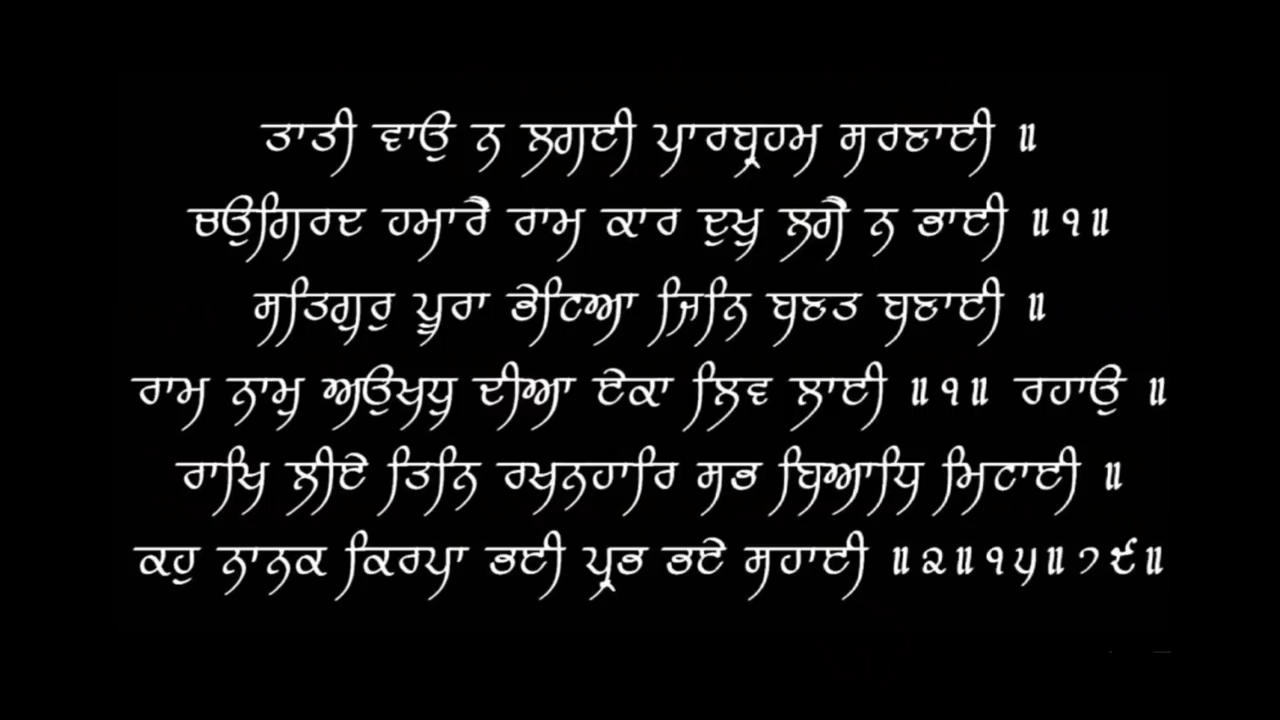 ਤਾਤੀ ਵਾਉ ਨ ਲਗਈ ਪਾਰਬ੍ਰਹਮ ਸਰਣਾਈ ॥
ਚਉਗਿਰਦ ਹਮਾਰੈ ਰਾਮ ਕਾਰ ਦੁਖੁ ਲਗੈ ਨ ਭਾਈ ॥੧॥
ਸਤਿਗੁਰੁ ਪੂਰਾ ਭੇਟਿਆ ਜਿਨਿ ਬਣਤ ਬਣਾਈ ॥
ਰਾਮ ਨਾਮੁ ਅਉਖਧੁ ਦੀਆ ਏਕਾ ਲਿਵ ਲਾਈ ॥੧॥ ਰਹਾਉ ॥
ਰਾਖਿ ਲੀਏ ਤਿਨਿ ਰਖਨਹਾਰਿ ਸਭ ਬਿਆਧਿ ਮਿਟਾਈ ॥
ਕਹੁ ਨਾਨਕ ਕਿਰਪਾ ਭਈ ਪ੍ਰਭ ਭਏ ਸਹਾਈ ॥੨॥੧੫॥੭੯॥